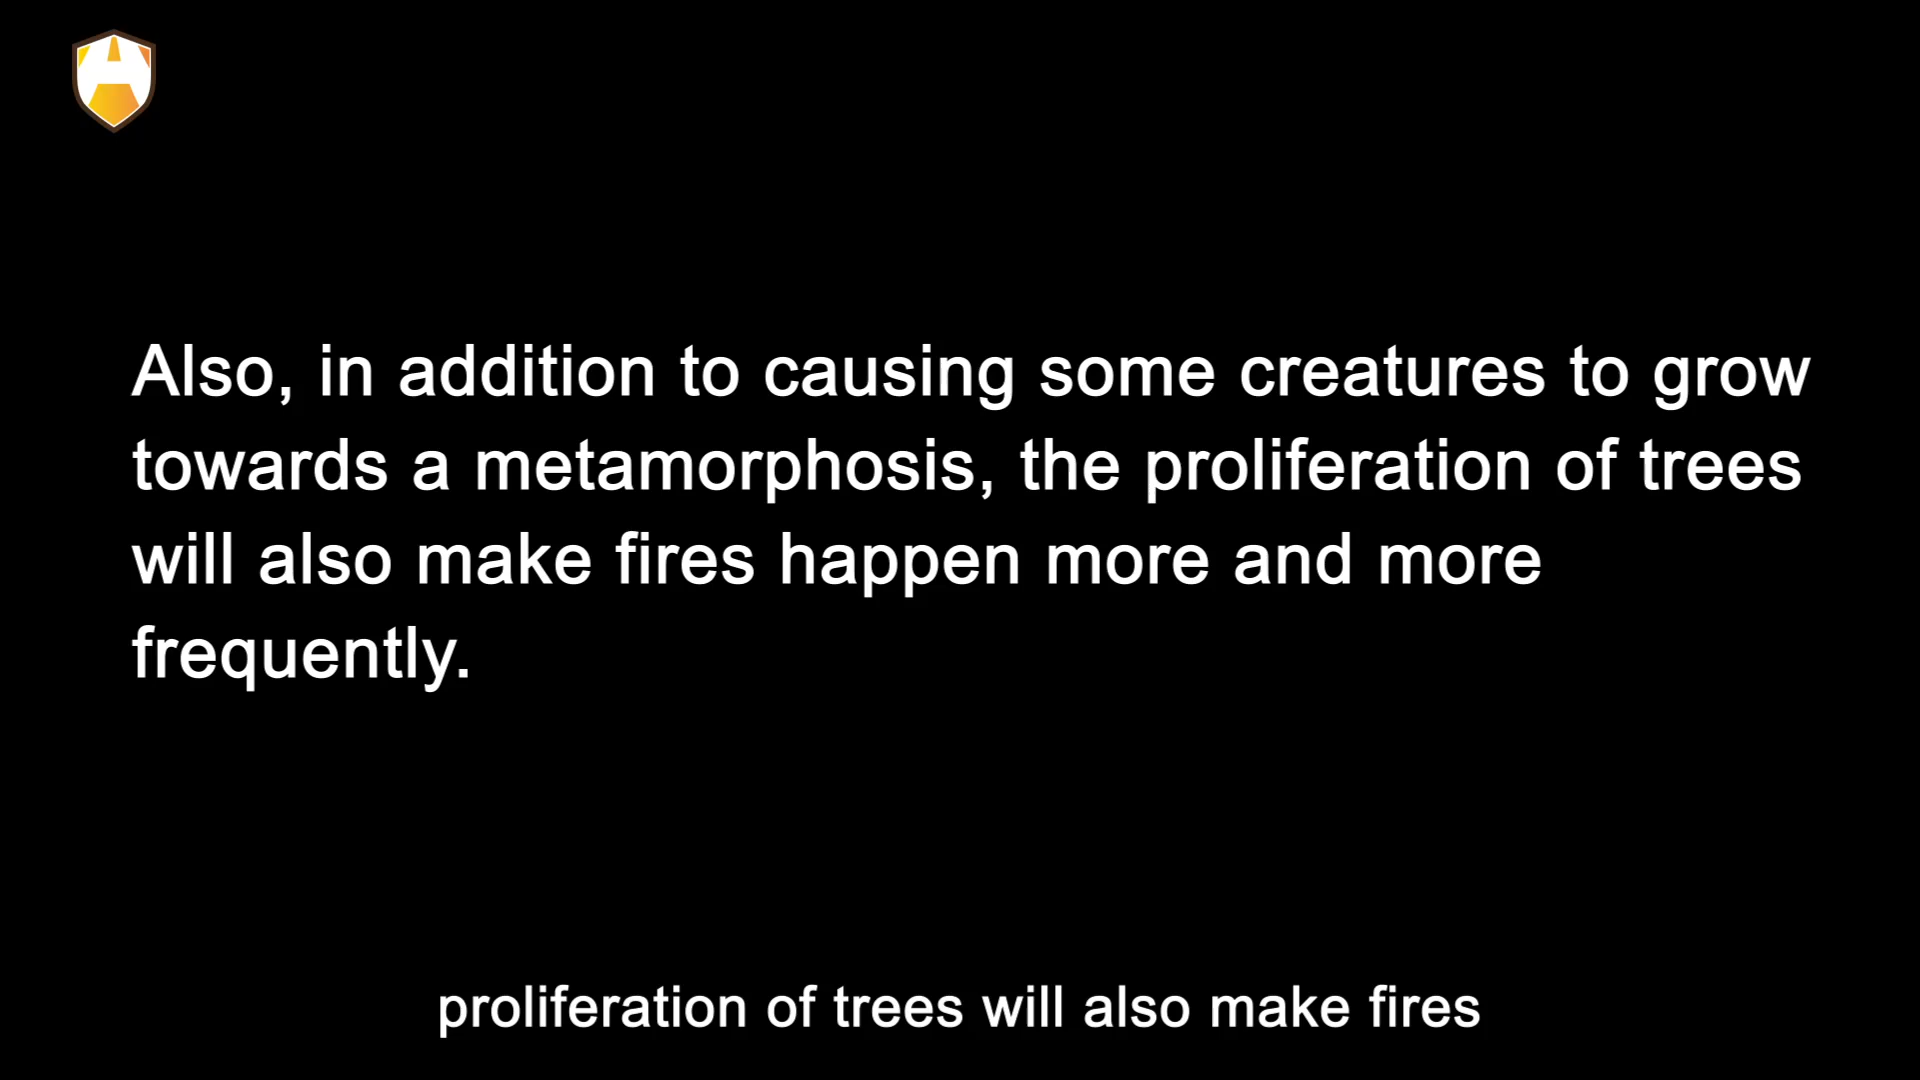 Also, in addition to causing some creatures to grow
towards a metamorphosis, the proliferation of trees
will also make fires happen more and more
frequently.
proliferation of trees will also make fires